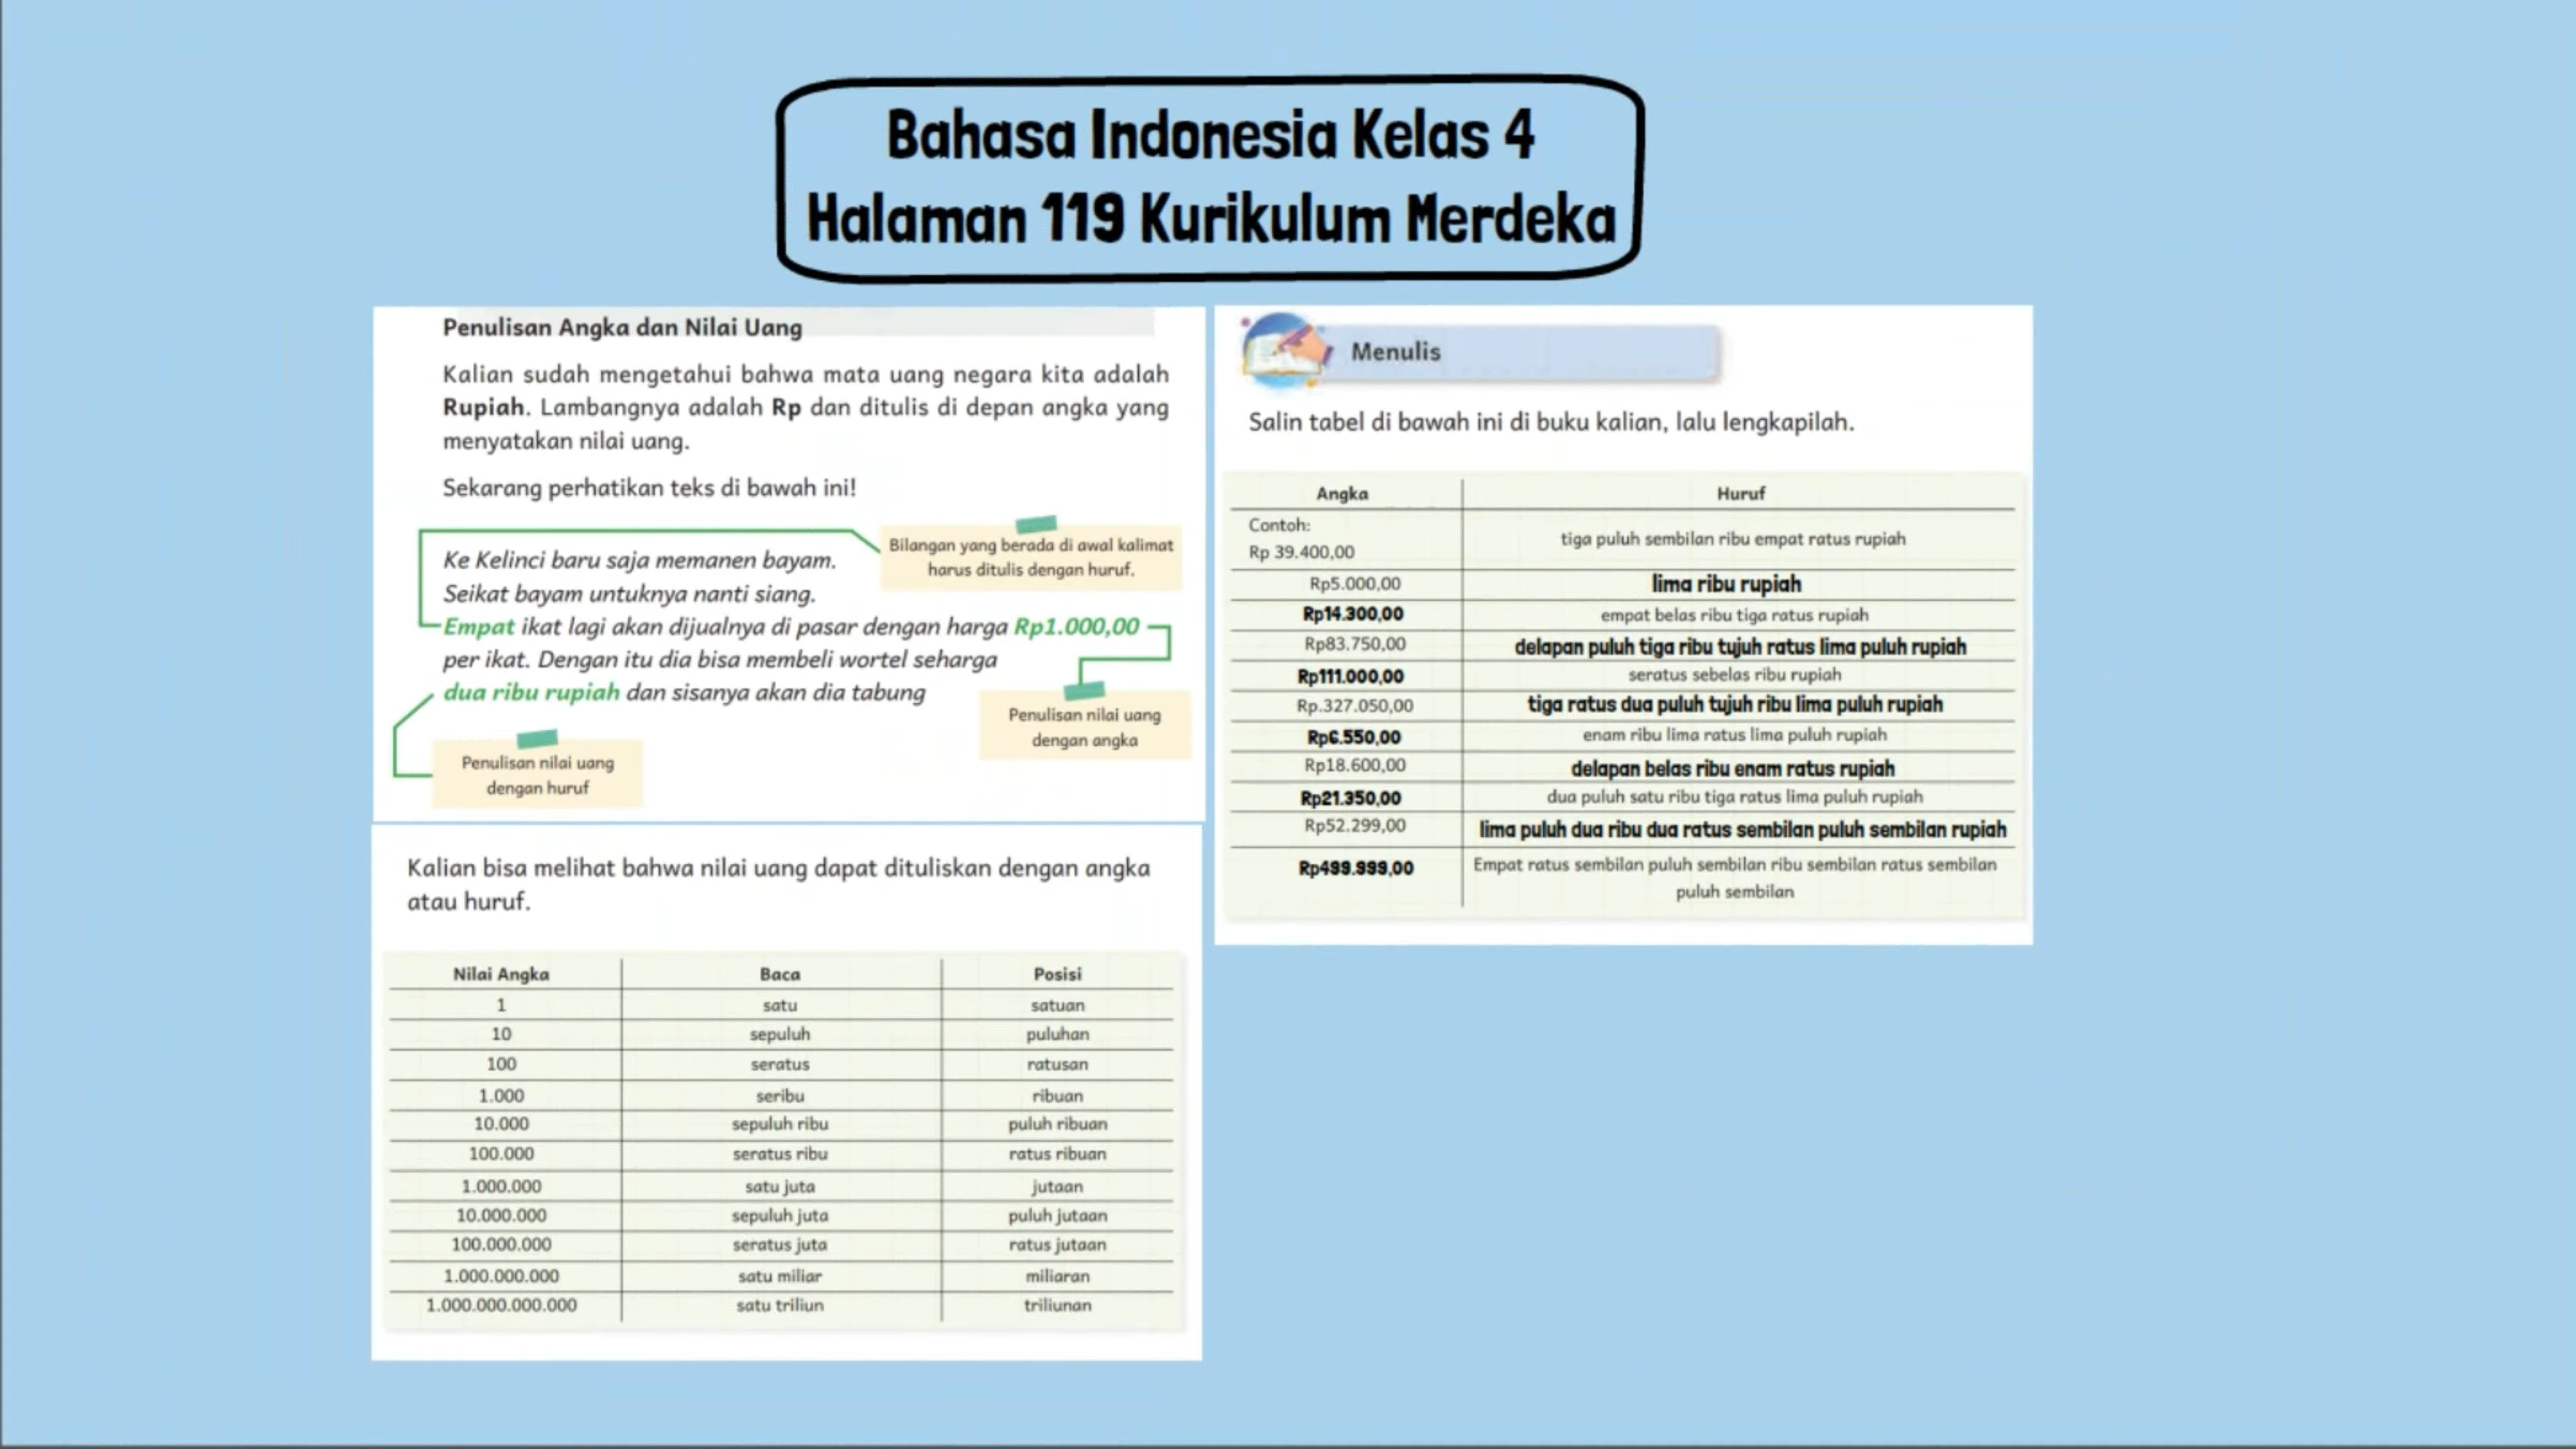 Bahasa Indonesia Kelas 4
Halaman 119 Kurikulum Merdeka
Penulisan Angka dan Nilai Uang
Kalian sudah mengetahui bahwa mata uang negara kita adalah
Rupiah. Lambangnya adalah Rp dan ditulis di depan angka yang
menyatakan nilai uang.
Sekarang perhatikan teks di bawah ini!
Bilangan yang berada di awal kalimat
harus ditulis dengan huruf.
Ke Kelinci baru saja memanen bayam.
Seikat bayam untuknya nanti siang.
Empat ikat lagi akan dijualnya di pasar dengan harga Rp1.000,00
per ikat. Dengan itu dia bisa membeli wortel seharga
dua ribu rupiah dan sisanya akan dia tabung
Penulisan nilai uang
dengan angka
Penulisan nilai uang
dengan huruf
Kalian bisa melihat bahwa nilai uang dapat dituliskan dengan angka
atau huruf.
Nilai Angka Baca Posisi
1 satu satuan
10 sepuluh puluhan
100 seratus ratusan
1.000 seribu ribuan
10.000 sepuluh ribu puluh ribuan
100.000 seratus ribu ratus ribuan
1.000.000 satu juta jutaan
10.000.000 sepuluh juta puluh jutaan
100.000.000 seratus juta ratus jutaan
1.000.000.000 satu miliar miliaran
1.000.000.000.000 satu triliun triliunan
Menulis
Salin tabel di bawah ini di buku kalian, lalu lengkapilah.
Angka Huruf
Contoh:
Rp 39.400,00 tiga puluh sembilan ribu empat ratus rupiah
Rp5.000,00 lima ribu rupiah
Rp14.300,00 empat belas ribu tiga ratus rupiah
Rp83.750,00 delapan puluh tiga ribu tujuh ratus lima puluh rupiah
Rp111.000,00 seratus sebelas ribu rupiah
Rp.327.050,00 tiga ratus dua puluh tujuh ribu lima puluh rupiah
Rp6.550,00 enam ribu lima ratus lima puluh rupiah
Rp18.600,00 delapan belas ribu enam ratus rupiah
Rp21.350,00 dua puluh satu ribu tiga ratus lima puluh rupiah
Rp52.299,00 lima puluh dua ribu dua ratus sembilan puluh sembilan rupiah
Rp499.999,00 Empat ratus sembilan puluh sembilan ribu sembilan ratus sembilan
puluh sembilan